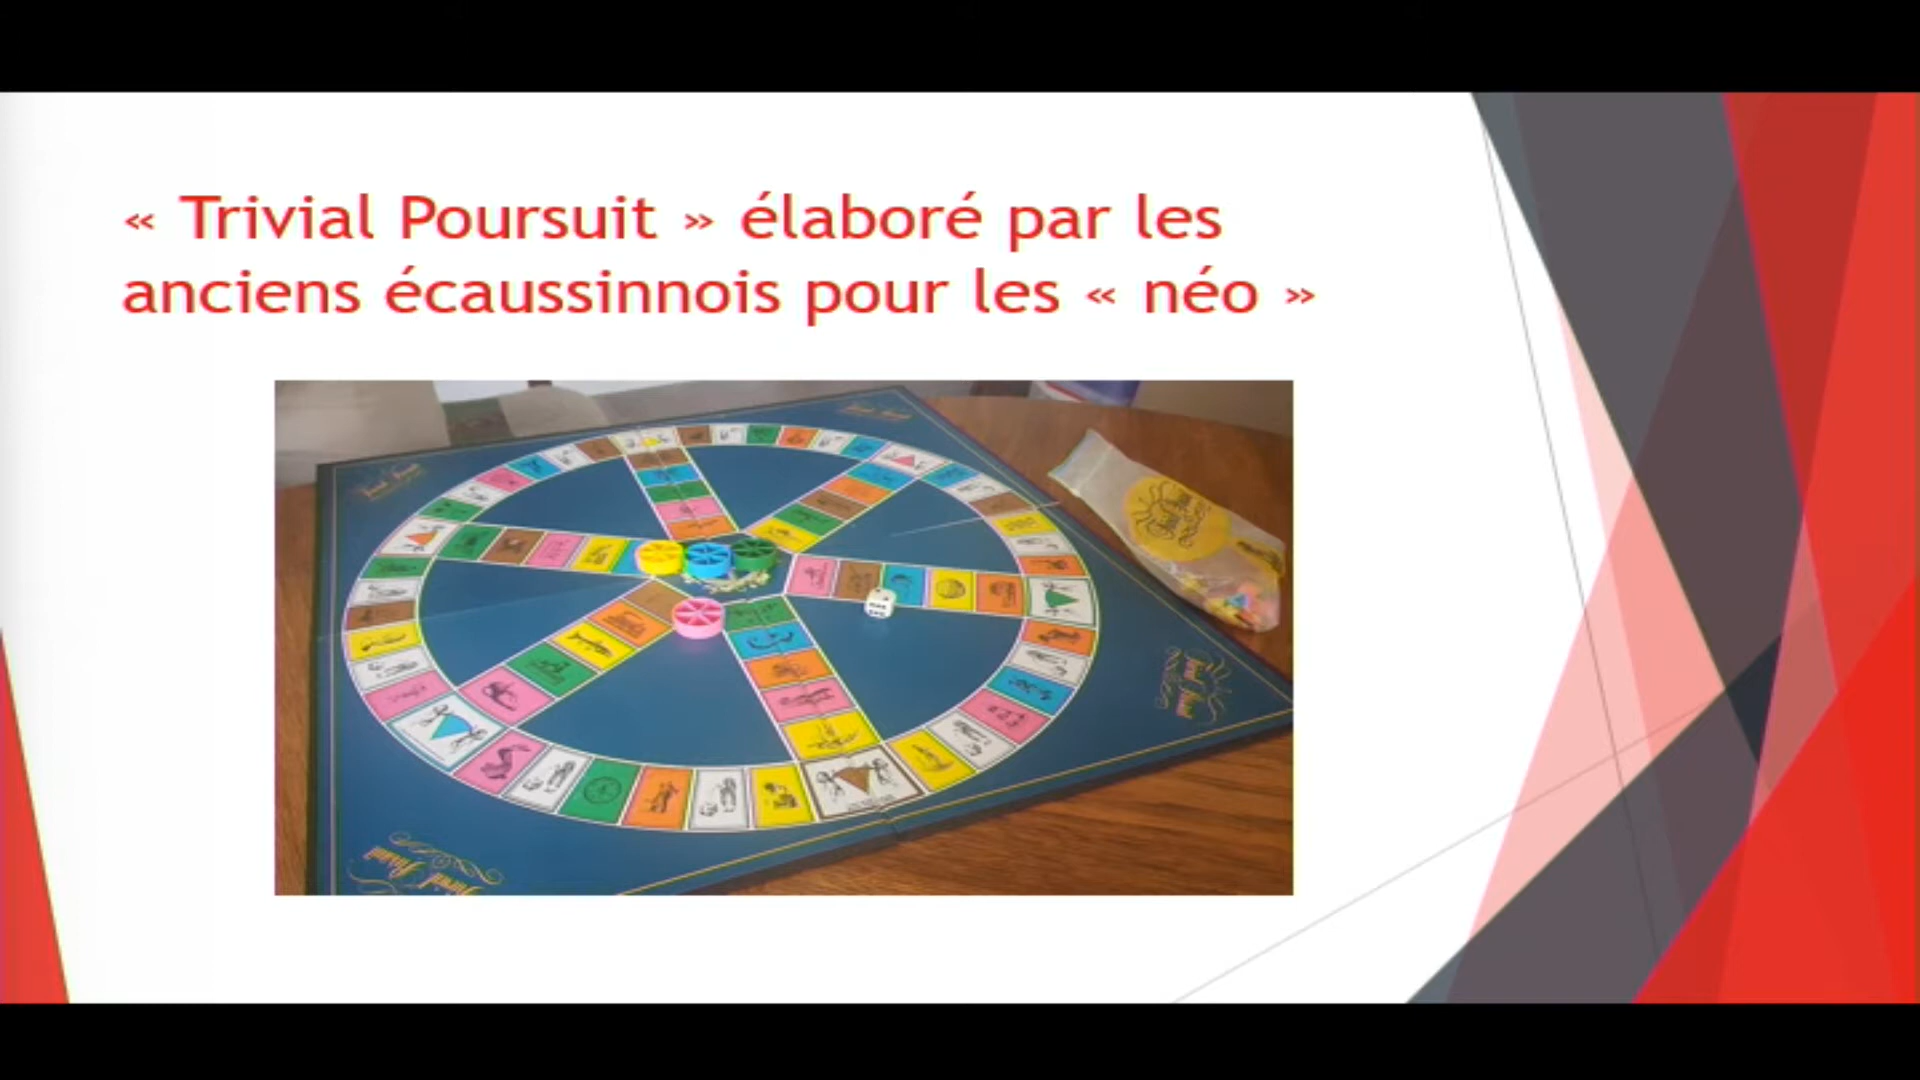 « Trivial Poursuit » élaboré par les
anciens écaussinnois pour les « néo »